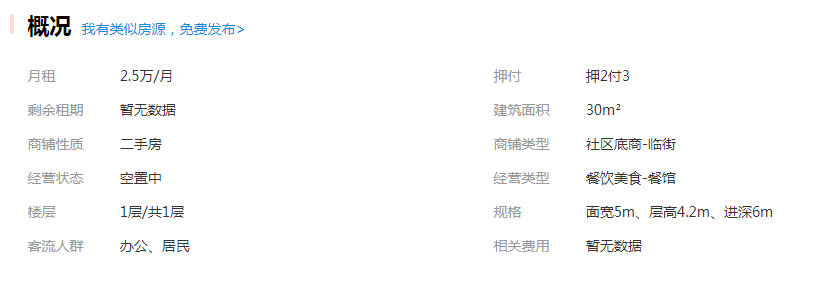 概况 我有类似房源，免费发布>
月租 2.5万/月 押付 押2付3
剩余租期 暂无数据 建筑面积 30m²
商铺性质 二手房 商铺类型 社区底商-临街
经营状态 空置中 经营类型 餐饮美食-餐馆
楼层 1层/共1层 规格 面宽5m、层高4.2m、进深6m
客流人群 办公、居民 相关费用 暂无数据